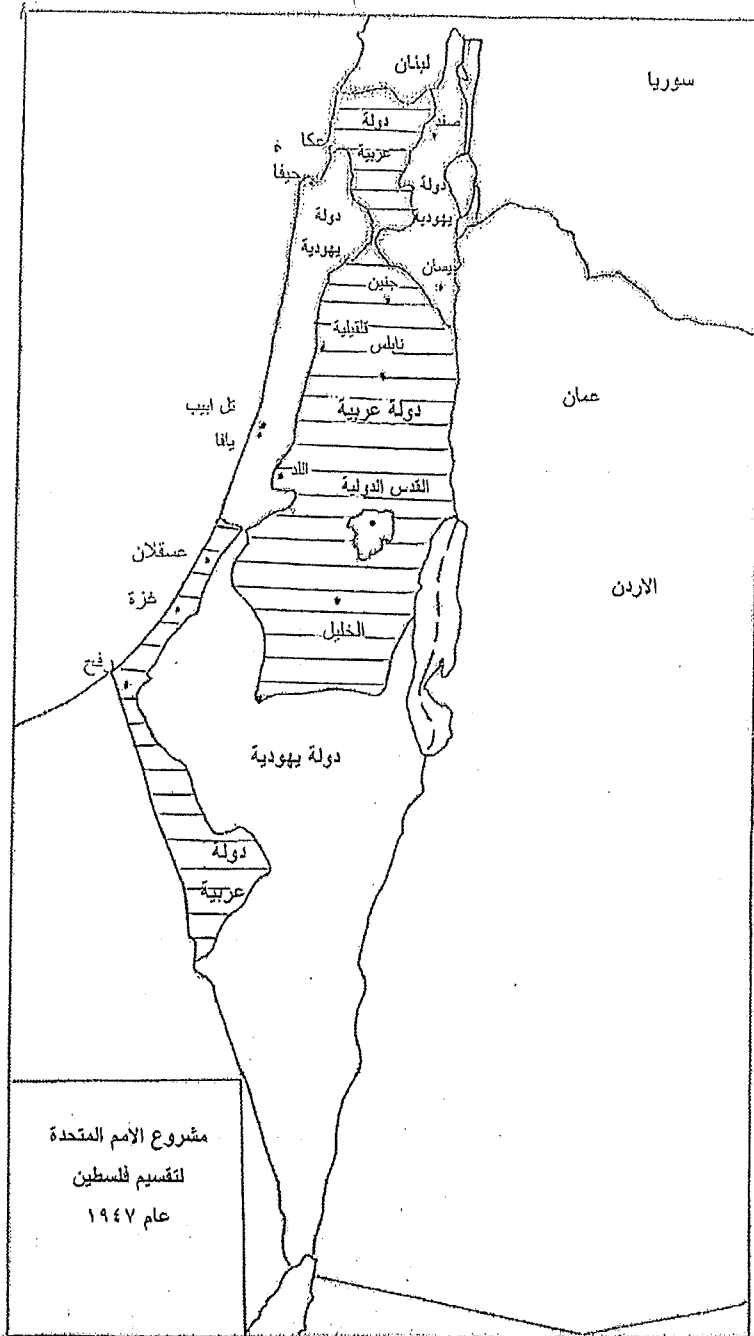 لبنان
سوريا
دولة
عربية
صفد
عكا
حيفا
دولة
يهودية
دولة
يهودية
بيسان
جنين
قلقيلية
نابلس
عمان
دولة عربية
تل ابيب
يافا
اللد
القدس الدولية
عسقلان
غزة
الاردن
الخليل
رفح
دولة يهودية
دولة
عربية
مشروع الامم المتحدة
لتقسيم فلسطين
عام ١٩٤٧